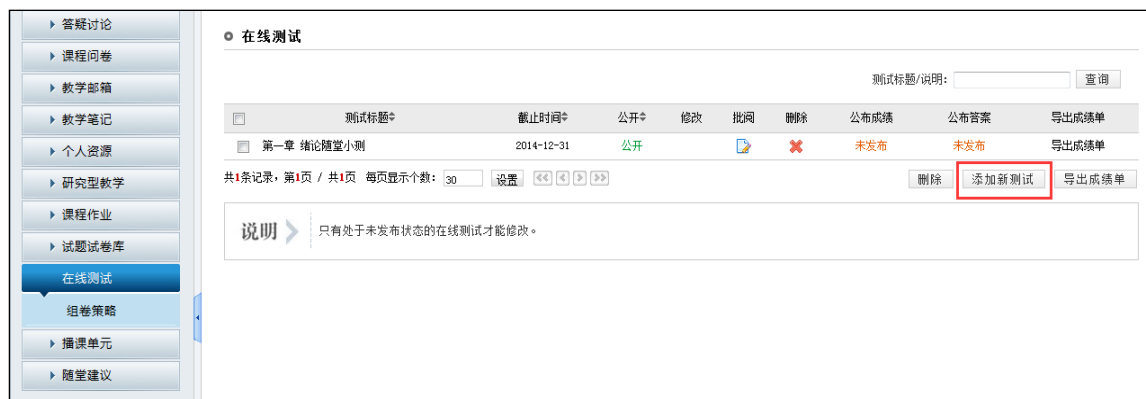 答疑讨论
课程问卷
教学邮箱
教学笔记
个人资源
研究型教学
课程作业
试题试卷库
在线测试
组卷策略
播课单元
随堂建议
在线测试
测试标题/说明： 查询
测试标题 截止时间 公开 修改 批阅 删除 公布成绩 公布答案 导出成绩单
第一章 绪论随堂小测 2014-12-31 公开 未发布 未发布 导出成绩单
共1条记录，第1页 / 共1页 每页显示个数： 30 设置 删除 添加新测试 导出成绩单
说明 只有处于未发布状态的在线测试才能修改。